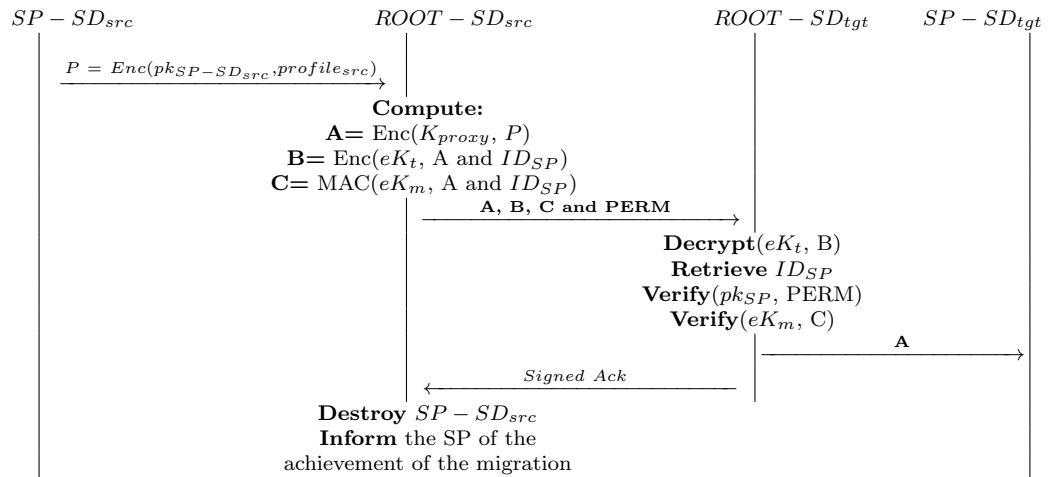 SP − SD_src ROOT − SD_src ROOT − SD_tgt SP − SD_tgt
P = Enc(pk_SP−SD_src, profile_src)
Compute:
A= Enc(K_proxy, P)
B= Enc(eK_t, A and ID_SP)
C= MAC(eK_m, A and ID_SP)
A, B, C and PERM
Decrypt(eK_t, B)
Retrieve ID_SP
Verify(pk_SP, PERM)
Verify(eK_m, C)
A
Signed Ack
Destroy SP − SD_src
Inform the SP of the
achievement of the migration